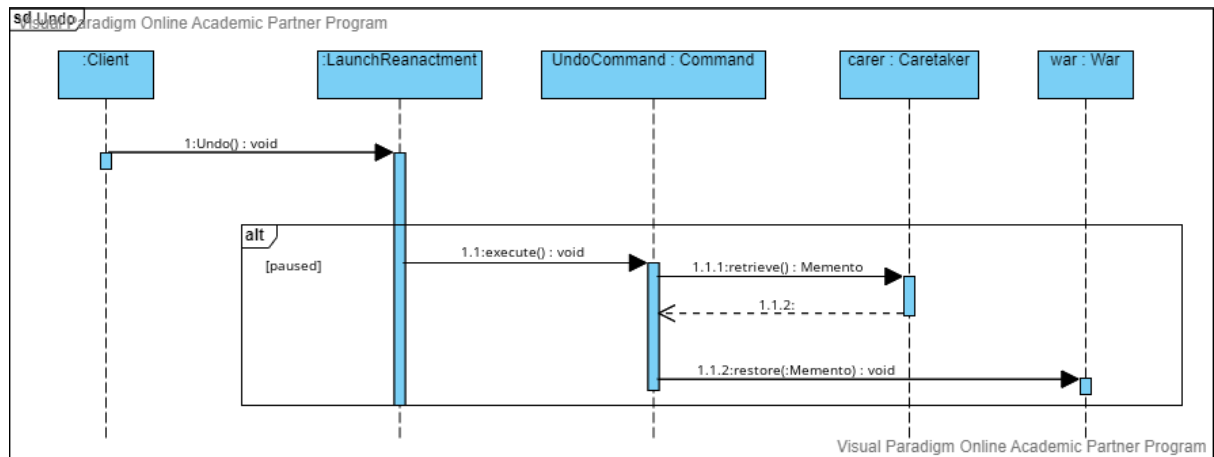 sd Undo
Visual Paradigm Online Academic Partner Program
:Client
:LaunchReanactment
UndoCommand : Command
carer : Caretaker
war : War
1:Undo() : void
alt
[paused]
1.1:execute() : void
1.1.1:retrieve() : Memento
1.1.2:
1.1.2:restore(:Memento) : void
Visual Paradigm Online Academic Partner Program